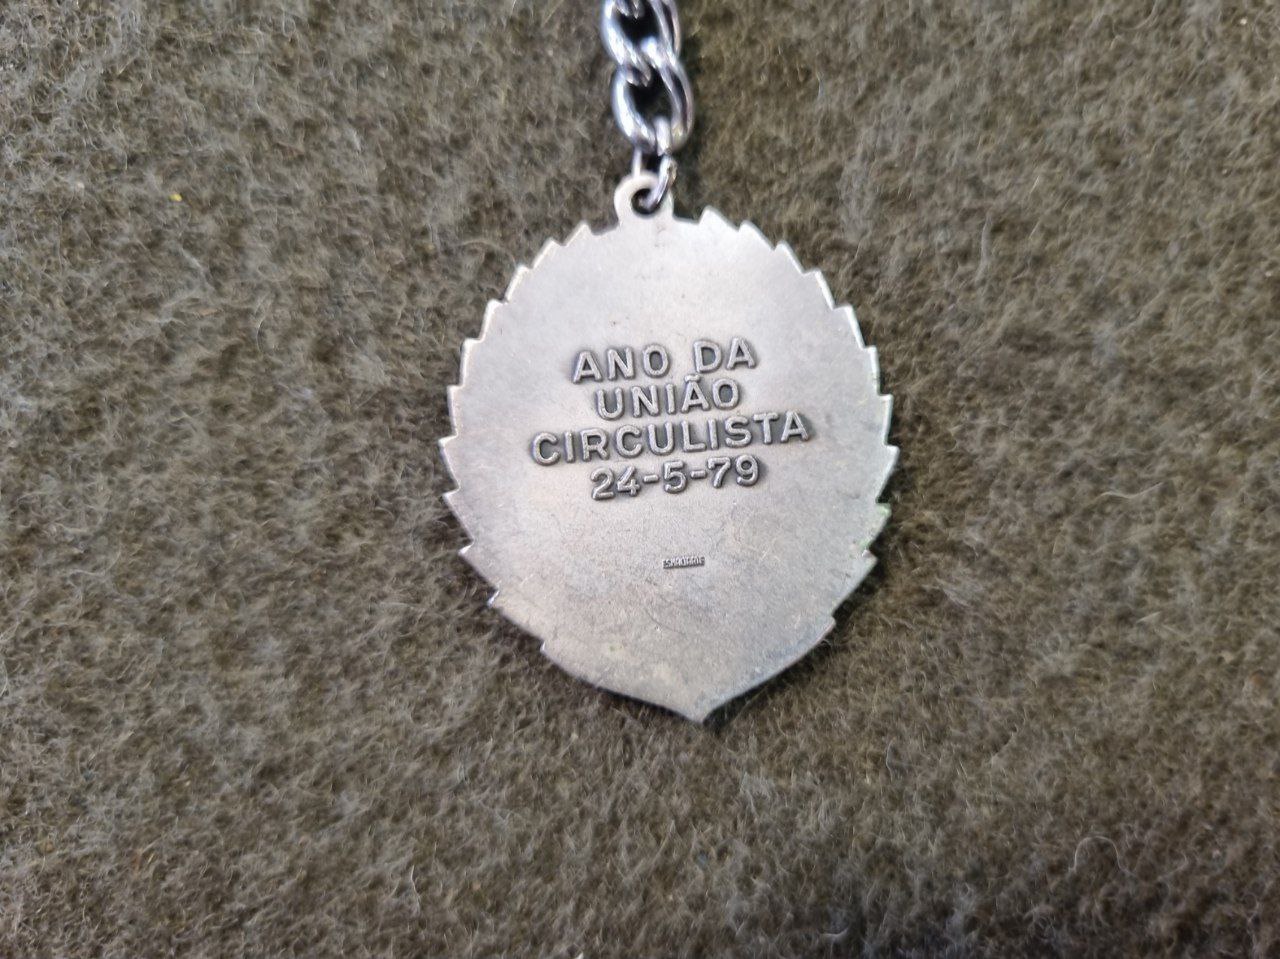 ANO DA
UNIÃO
CIRCULISTA
24-5-79